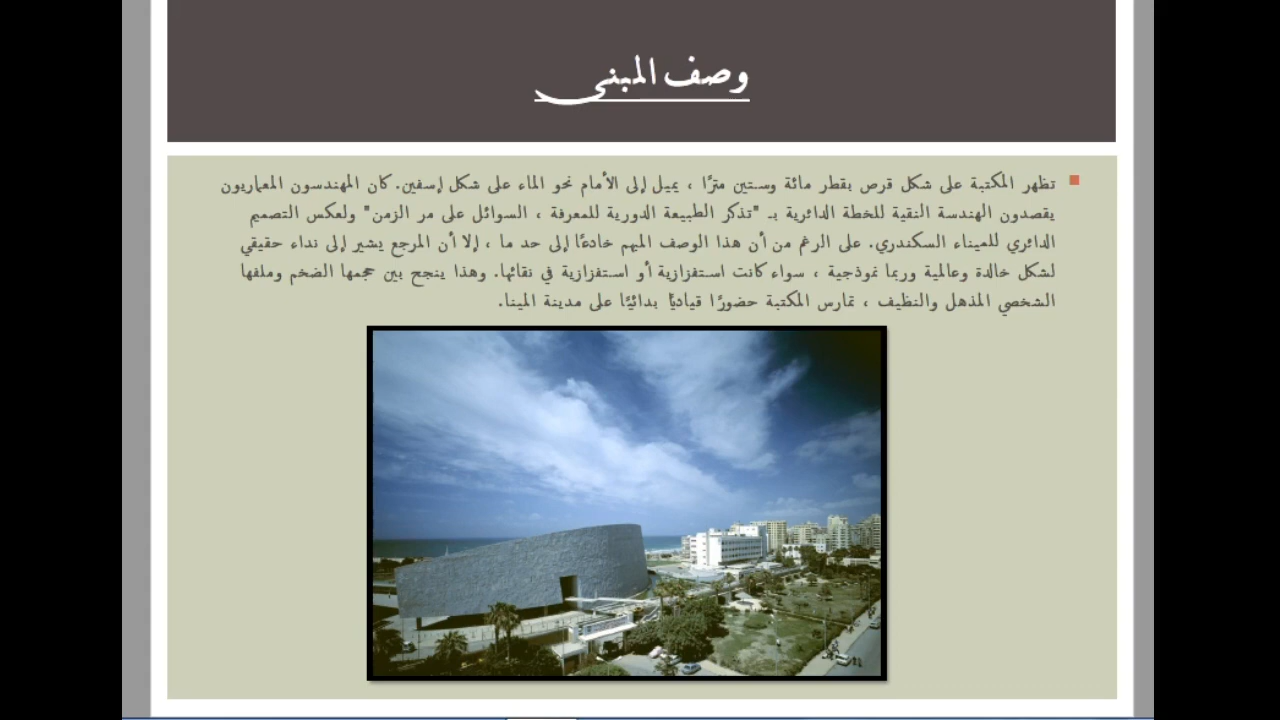 وصف المبنى
تظهر المكتبة على شكل قرص بقطر مائة وستين مترًا ، يميل إلى الأمام نحو الماء على شكل إسفين. كان المهندسون المعماريون
يقصدون الهندسة النقية للخطة الدائرية بـ "تذكر الطبيعة الدورية للمعرفة ، السوائل على مر الزمن" ولعكس التصميم
الدائري للميناء السكندري. على الرغم من أن هذا الوصف المبهم خادعًا إلى حد ما ، إلا أن المرجع يشير إلى نداء حقيقي
لشكل خالدة وعالمية وربما نموذجية ، سواء كانت استفزازية أو استفزازية في نقائها. وهذا ينجح بين حجمها الضخم وملفها
الشخصي المذهل والنظيف ، تمارس المكتبة حضورًا قياديًا بدائيًا على مدينة المينا.